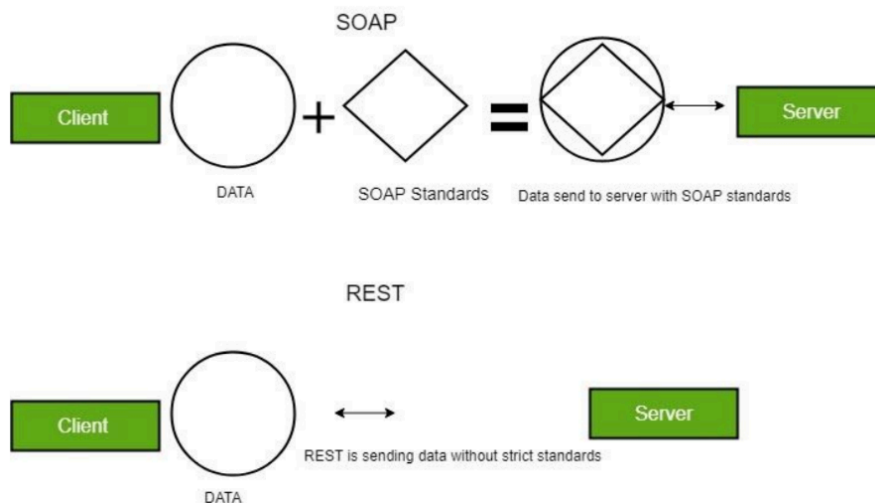 SOAP
Client
Server
DATA
SOAP Standards
Data send to server with SOAP standards
REST
Client
Server
REST is sending data without strict standards
DATA